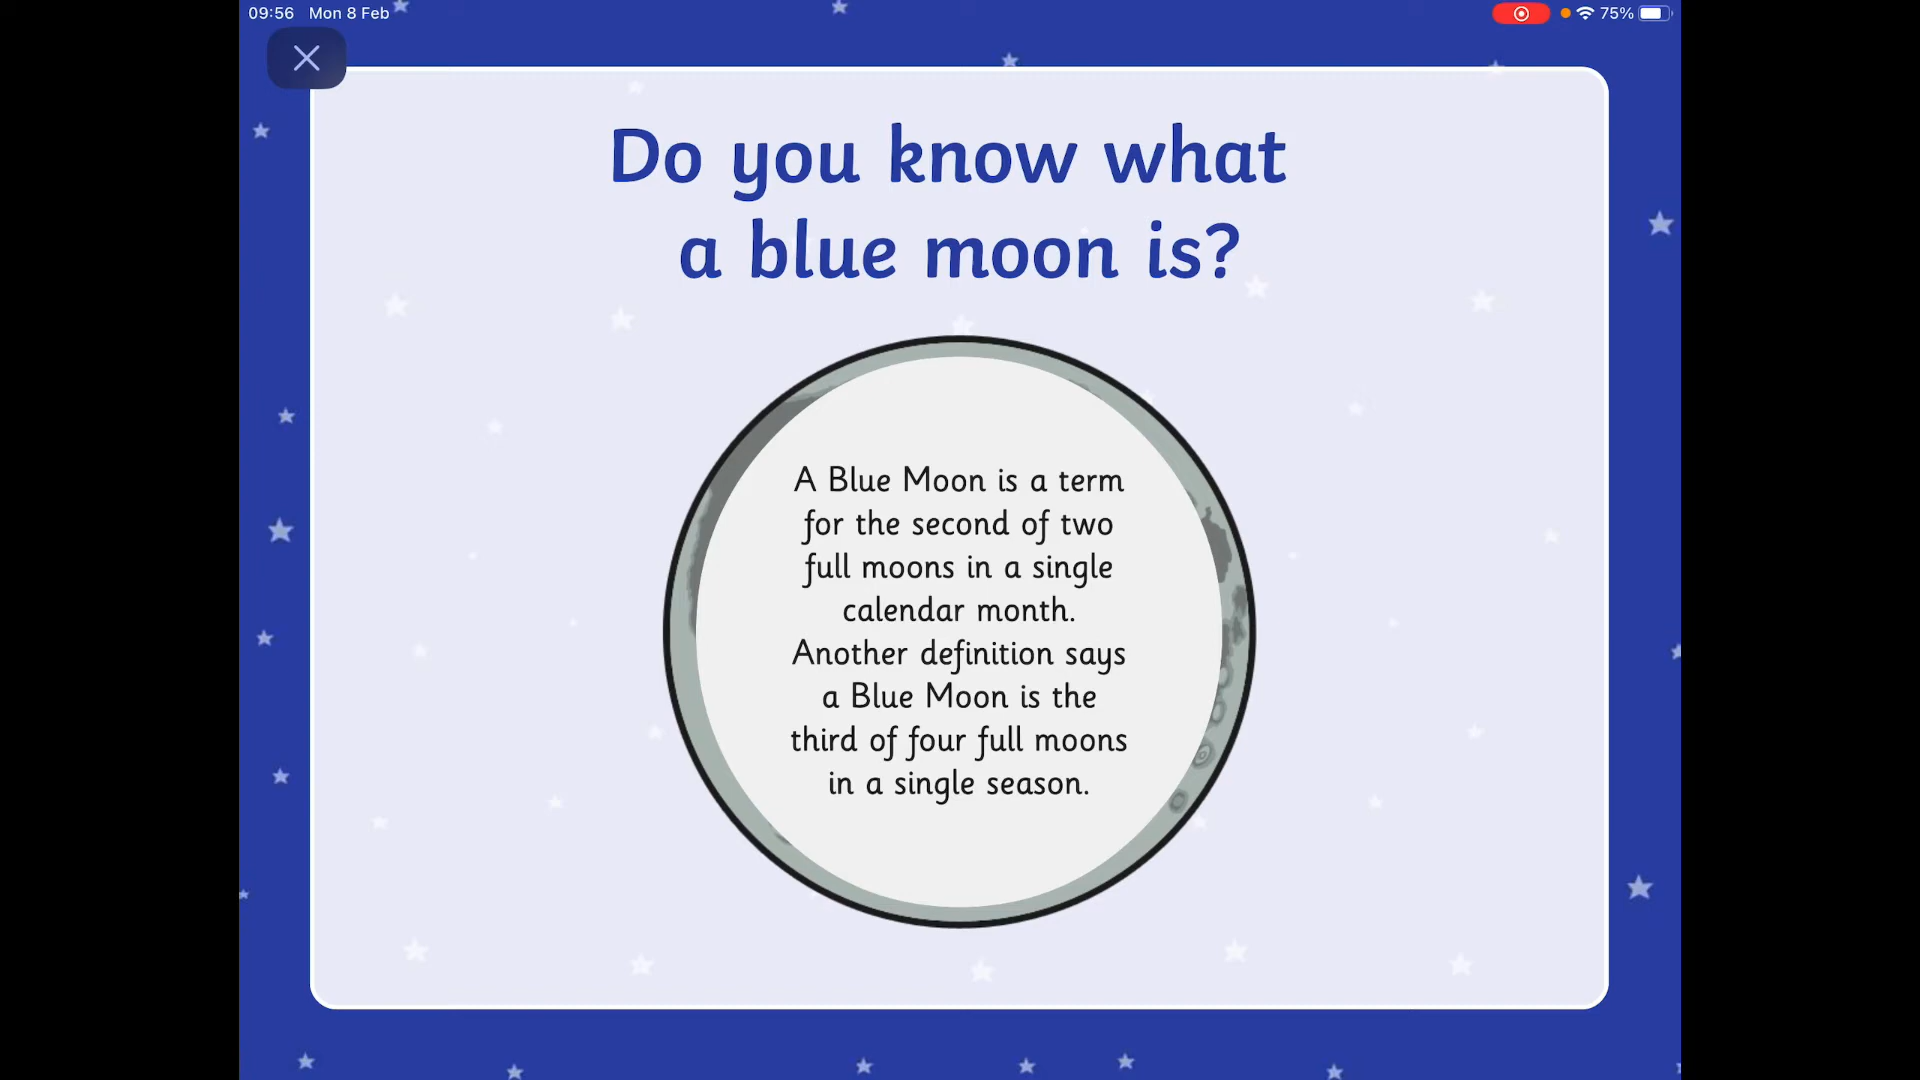 09:56 Mon 8 Feb
75%
Do you know what
a blue moon is?
A Blue Moon is a term
for the second of two
full moons in a single
calendar month.
Another definition says
a Blue Moon is the
third of four full moons
in a single season.